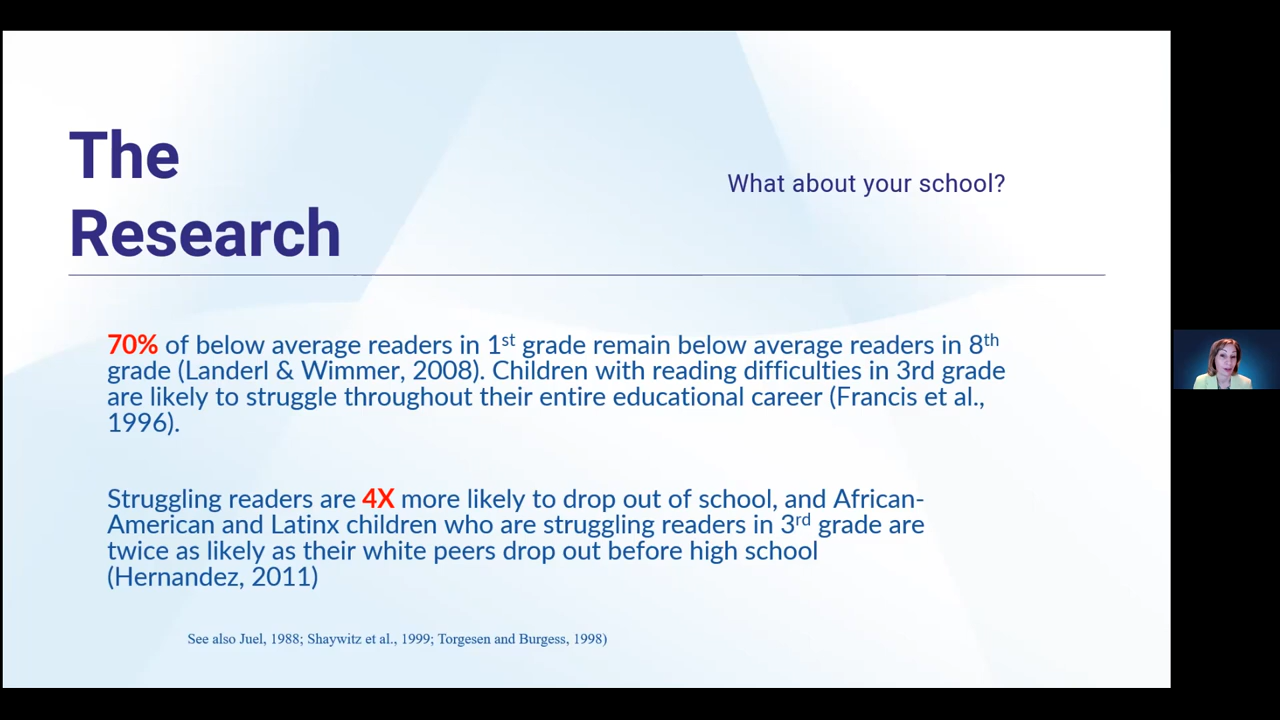 The
Research
What about your school?
70% of below average readers in 1st grade remain below average readers in 8th
grade (Landerl & Wimmer, 2008). Children with reading difficulties in 3rd grade
are likely to struggle throughout their entire educational career (Francis et al.,
1996).
Struggling readers are 4X more likely to drop out of school, and African-
American and Latinx children who are struggling readers in 3rd grade are
twice as likely as their white peers drop out before high school
(Hernandez, 2011)
See also Juel, 1988; Shaywitz et al., 1999; Torgesen and Burgess, 1998)